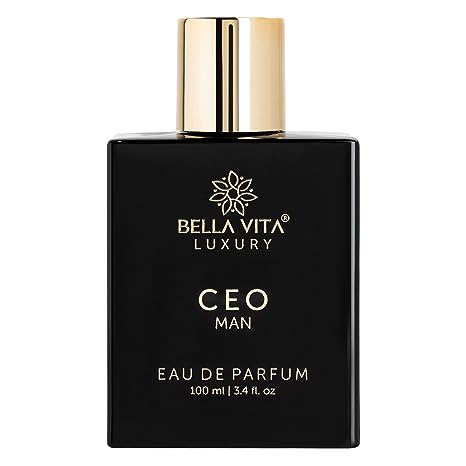 BELLA VITA®
LUXURY
CEO
MAN
EAU DE PARFUM
100 ml | 3.4 fl. oz